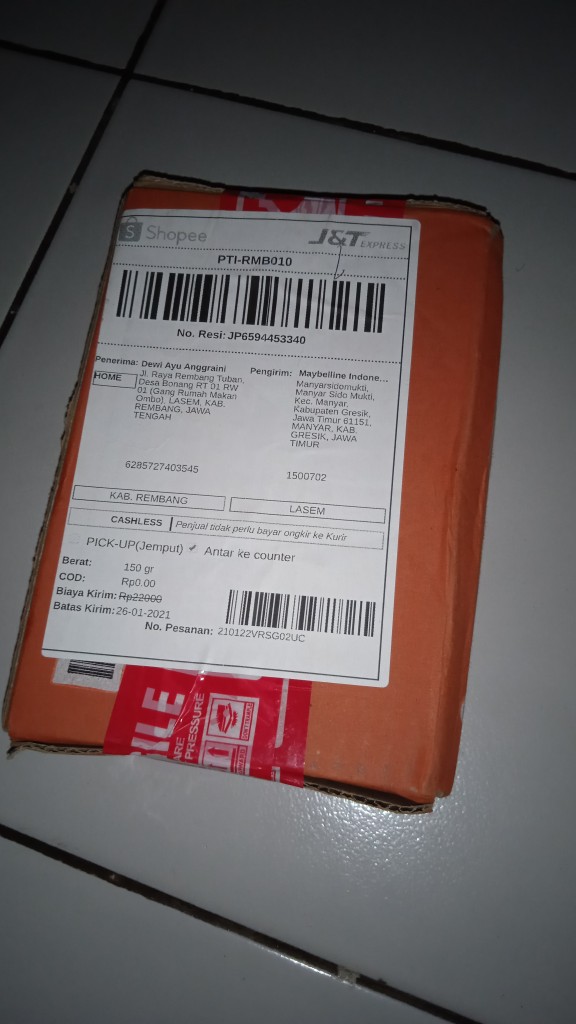 Shopee
J&T EXPRESS
PTI-RMB010
No. Resi: JP6594453340
Penerima: Dewi Ayu Anggraini
HOME
Jl. Raya Rembang Tuban,
Desa Bonang RT 01 RW
01 (Gang Rumah Makan
Ombo), LASEM, KAB.
REMBANG, JAWA
TENGAH
6285727403545
Pengirim: Maybelline Indone...
Manyarsidomukti,
Manyar Sido Mukti,
Kec. Manyar,
Kabupaten Gresik,
Jawa Timur 61151,
MANYAR, KAB.
GRESIK, JAWA
TIMUR
1500702
KAB. REMBANG
LASEM
CASHLESS
Penjual tidak perlu bayar ongkir ke Kurir
PICK-UP(Jemput) ✔ Antar ke counter
Berat: 150 gr
COD: Rp0.00
Biaya Kirim: Rp22000
Batas Kirim: 26-01-2021
No. Pesanan: 210122VRSG02UC
PRESSURE